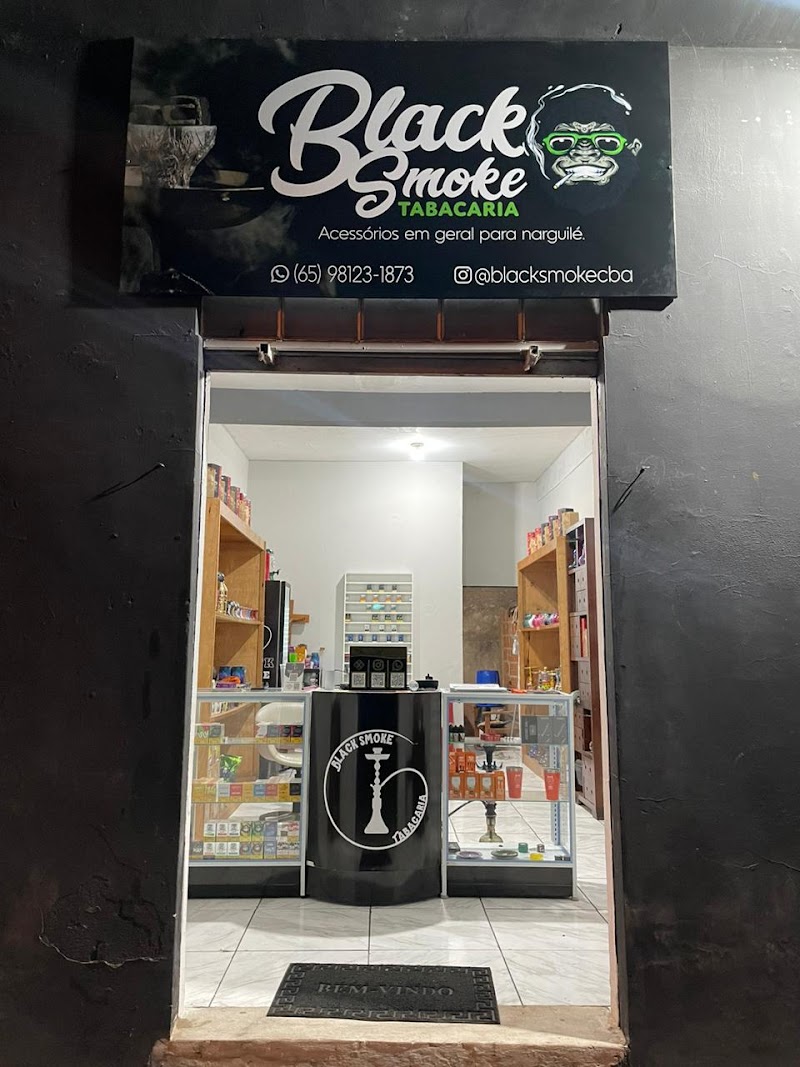 Black
Smoke
TABACARIA
Acessórios em geral para narguilé.
(65) 98123-1873 @blacksmokecba
BLACK SMOKE
TABACARIA
BEM-VINDO